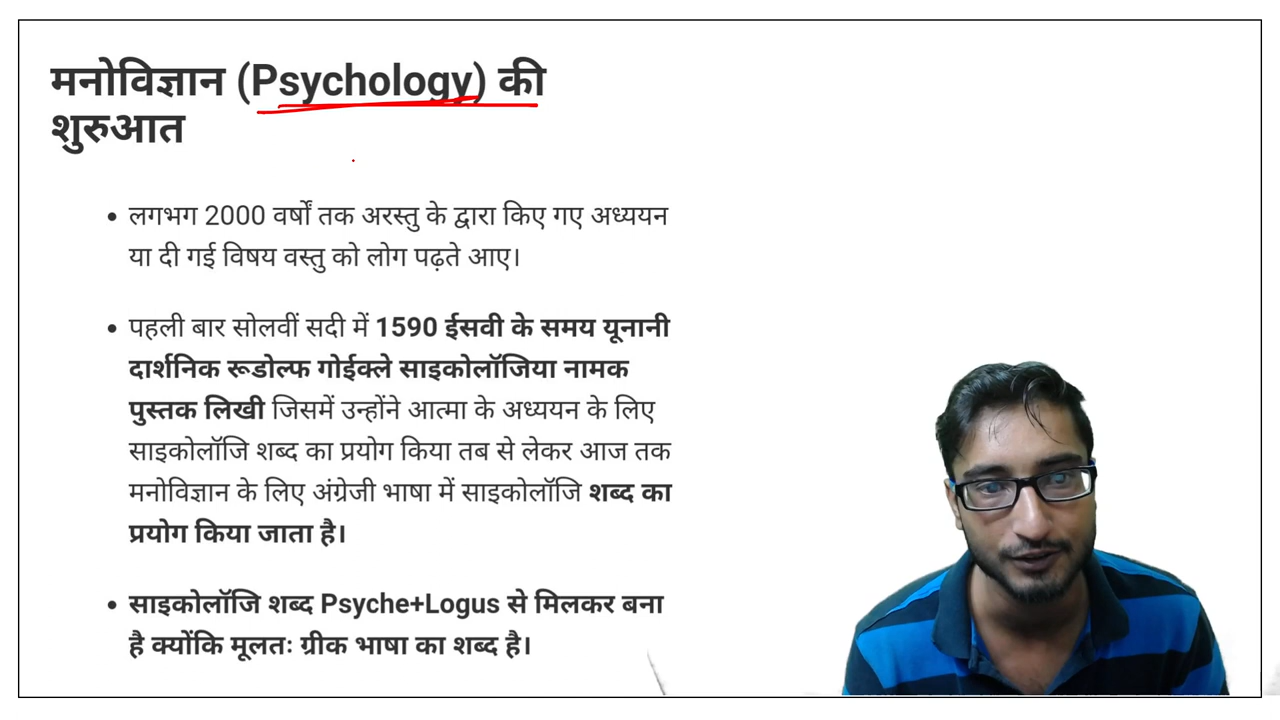 मनोविज्ञान (Psychology) की
शुरुआत
• लगभग 2000 वर्षों तक अरस्तु के द्वारा किए गए अध्ययन
या दी गई विषय वस्तु को लोग पढ़ते आए।
• पहली बार सोलवीं सदी में 1590 ईसवी के समय यूनानी
दार्शनिक रूडोल्फ गोईक्ले साइकोलॉजिया नामक
पुस्तक लिखी जिसमें उन्होंने आत्मा के अध्ययन के लिए
साइकोलॉजि शब्द का प्रयोग किया तब से लेकर आज तक
मनोविज्ञान के लिए अंग्रेजी भाषा में साइकोलॉजि शब्द का
प्रयोग किया जाता है।
• साइकोलॉजि शब्द Psyche+Logus से मिलकर बना
है क्योंकि मूलतः ग्रीक भाषा का शब्द है।